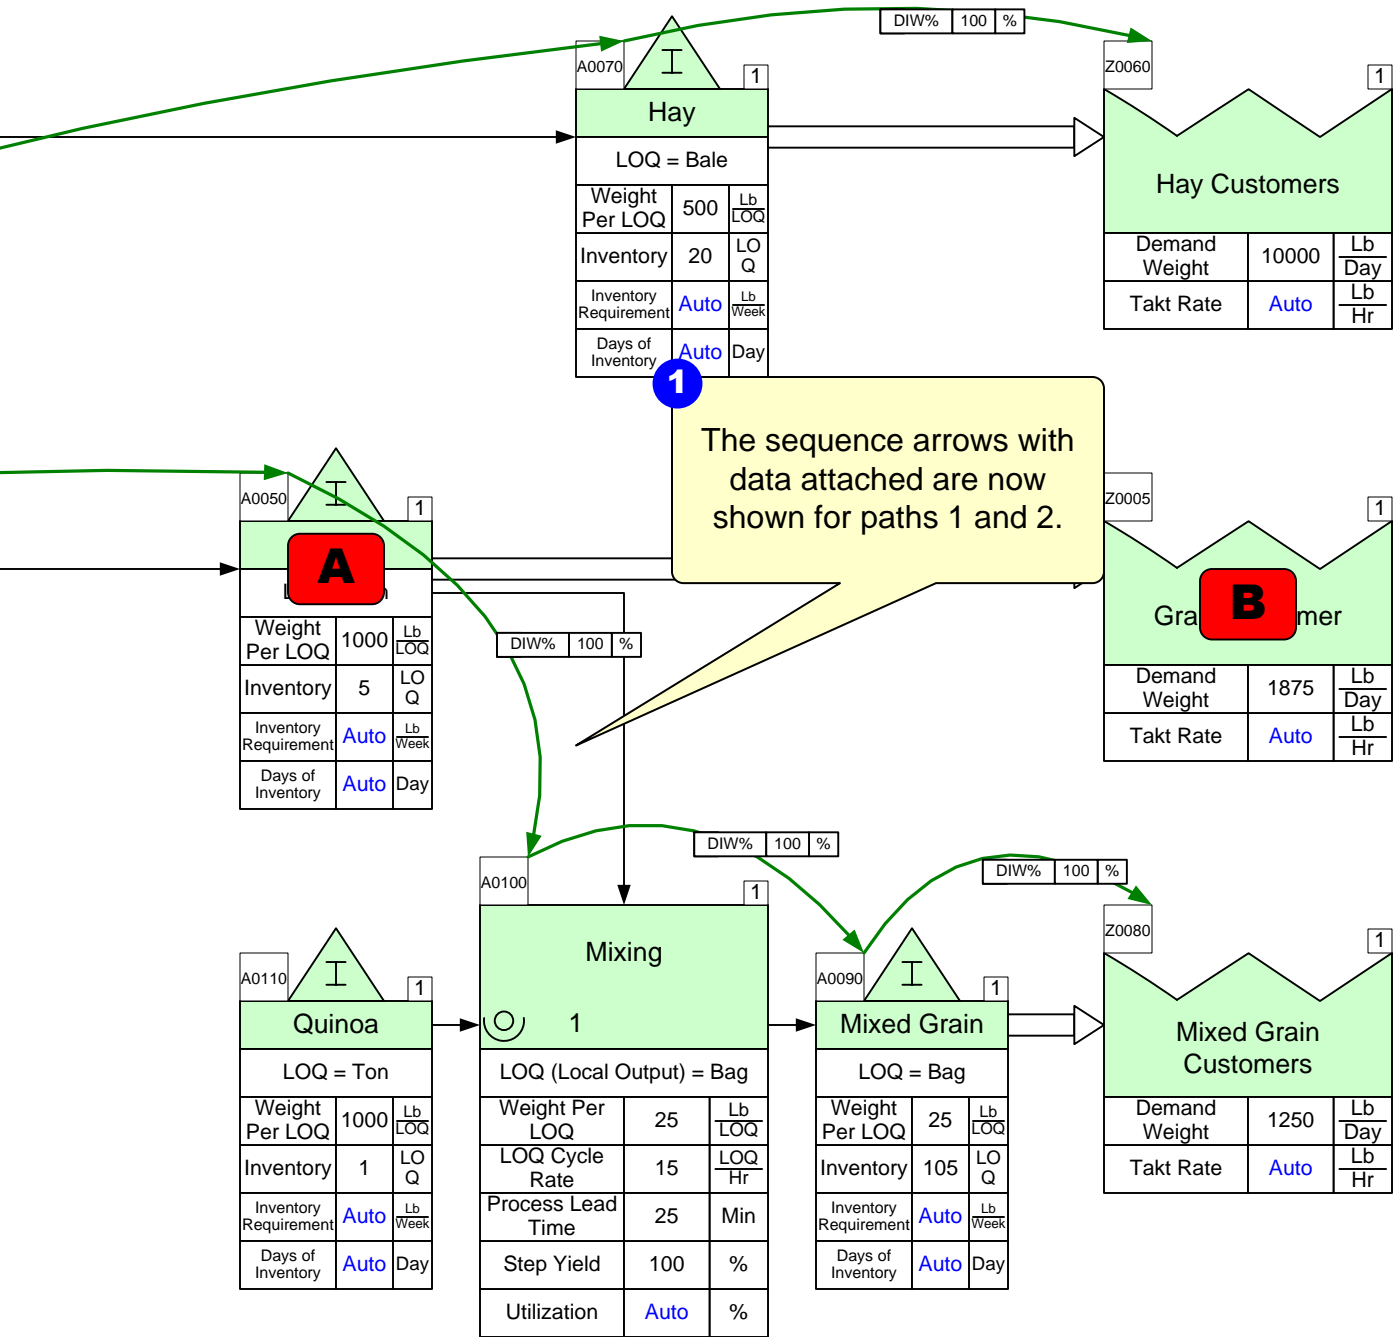 DIW% 100 %
A0070
I
1
Hay
LOQ = Bale
Weight
Per LOQ
500
Lb
LOQ
Inventory
20
LO
Q
Inventory
Requirement
Auto
Lb
Week
Days of
Inventory
Auto
Day
Z0060
1
Hay Customers
Demand
Weight
10000
Lb
Day
Takt Rate
Auto
Lb
Hr
1
The sequence arrows with
data attached are now
shown for paths 1 and 2.
A0050
I
1
A
Weight
Per LOQ
1000
Lb
LOQ
Inventory
5
LO
Q
Inventory
Requirement
Auto
Lb
Week
Days of
Inventory
Auto
Day
DIW% 100 %
Z0005
1
B
Demand
Weight
1875
Lb
Day
Takt Rate
Auto
Lb
Hr
DIW% 100 %
DIW% 100 %
A0110
I
1
Quinoa
LOQ = Ton
Weight
Per LOQ
1000
Lb
LOQ
Inventory
1
LO
Q
Inventory
Requirement
Auto
Lb
Week
Days of
Inventory
Auto
Day
A0100
1
Mixing
1
LOQ (Local Output) = Bag
Weight Per
LOQ
25
Lb
LOQ
LOQ Cycle
Rate
15
LOQ
Hr
Process Lead
Time
25
Min
Step Yield
100
%
Utilization
Auto
%
A0090
I
1
Mixed Grain
LOQ = Bag
Weight
Per LOQ
25
Lb
LOQ
Inventory
105
LO
Q
Inventory
Requirement
Auto
Lb
Week
Days of
Inventory
Auto
Day
Z0080
1
Mixed Grain
Customers
Demand
Weight
1250
Lb
Day
Takt Rate
Auto
Lb
Hr